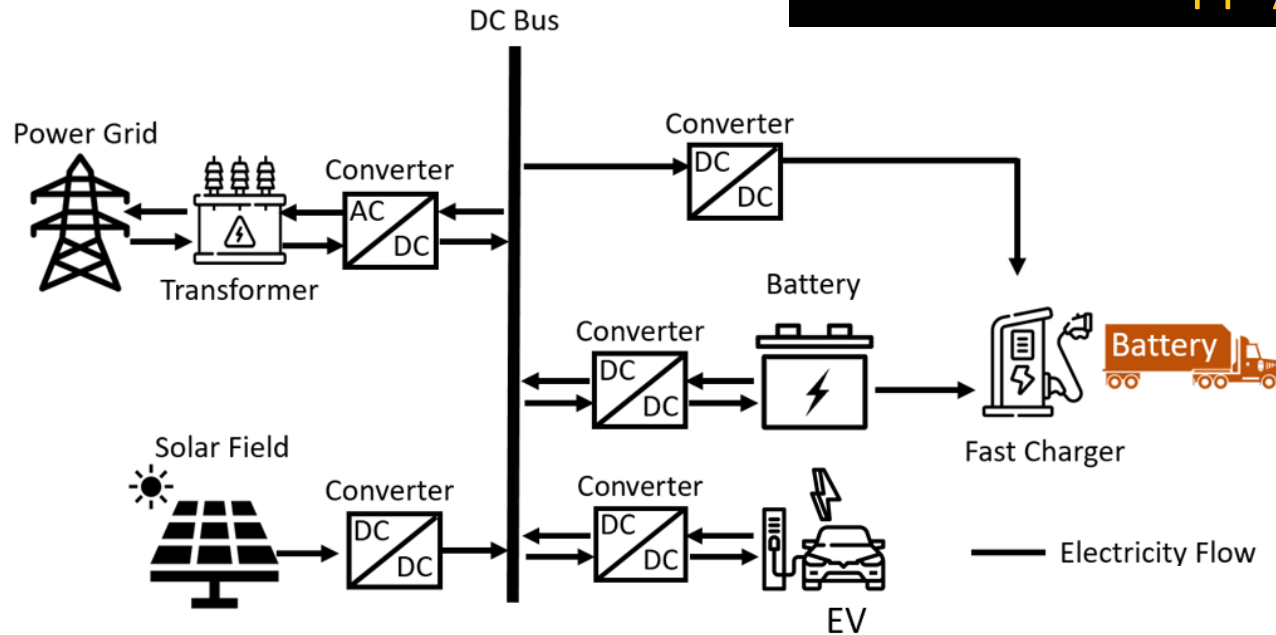 DC Bus
Power Grid
Converter
AC
DC
Transformer
Converter
DC
DC
Battery
Converter
DC
DC
Battery
Fast Charger
Solar Field
Converter
DC
DC
Converter
DC
DC
EV
Electricity Flow